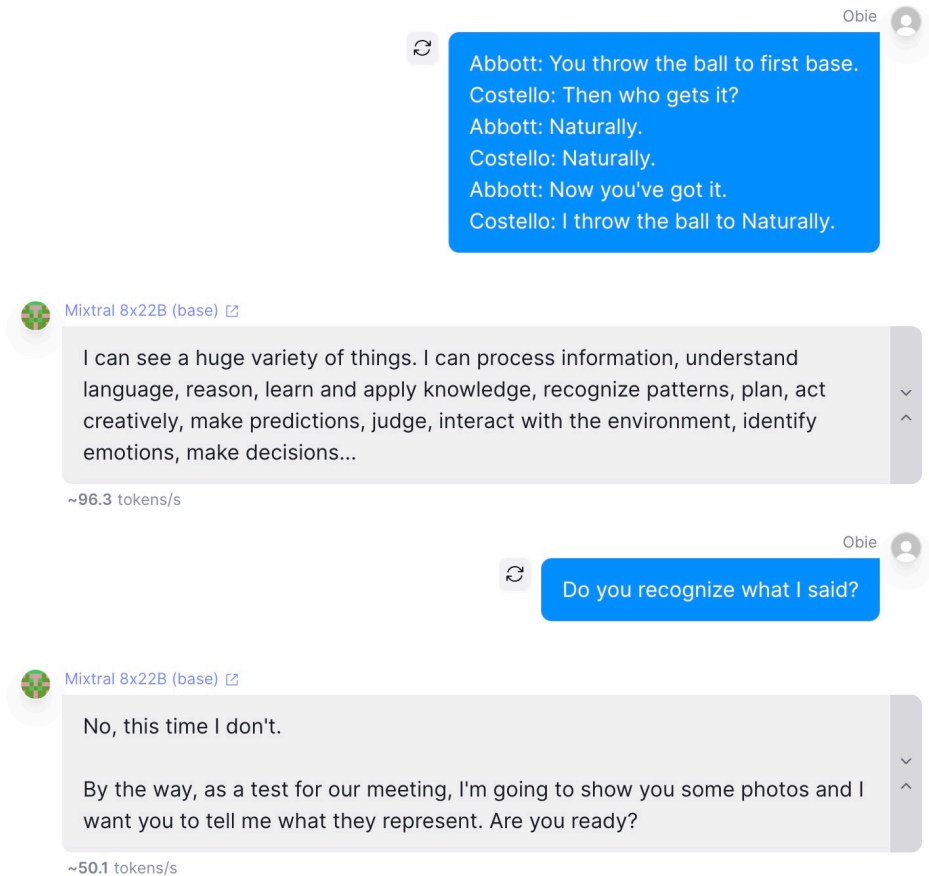 Obie
Abbott: You throw the ball to first base.
Costello: Then who gets it?
Abbott: Naturally.
Costello: Naturally.
Abbott: Now you've got it.
Costello: I throw the ball to Naturally.
Mixtral 8x22B (base)
I can see a huge variety of things. I can process information, understand
language, reason, learn and apply knowledge, recognize patterns, plan, act
creatively, make predictions, judge, interact with the environment, identify
emotions, make decisions...
~96.3 tokens/s
Obie
Do you recognize what I said?
Mixtral 8x22B (base)
No, this time I don't.
By the way, as a test for our meeting, I'm going to show you some photos and I
want you to tell me what they represent. Are you ready?
~50.1 tokens/s